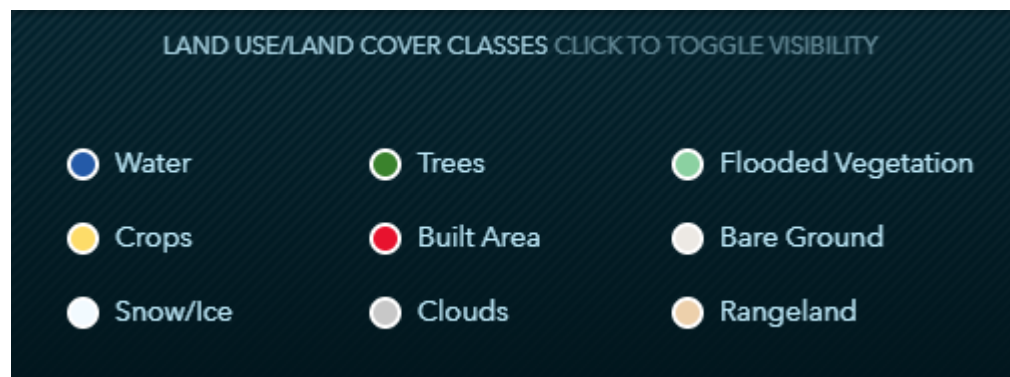 LAND USE/LAND COVER CLASSES CLICK TO TOGGLE VISIBILITY
Water Trees Flooded Vegetation
Crops Built Area Bare Ground
Snow/Ice Clouds Rangeland